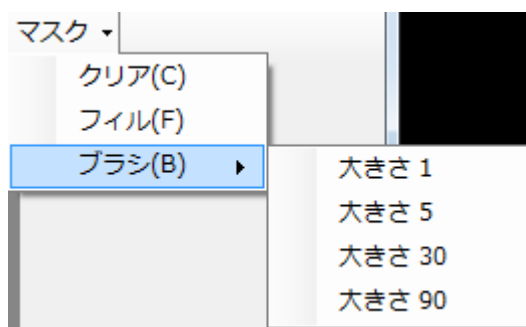 マスク
クリア(C)
フィル(F)
ブラシ(B)
大きさ 1
大きさ 5
大きさ 30
大きさ 90